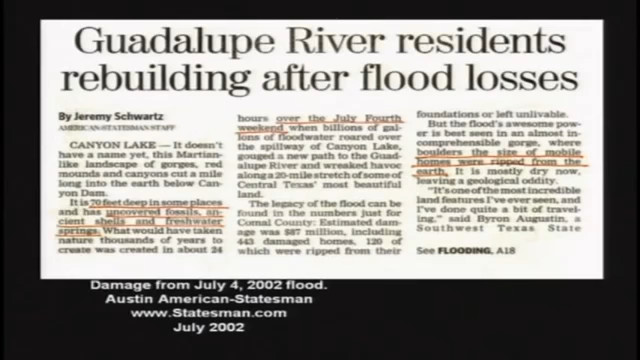 Guadalupe River residents
rebuilding after flood losses
By Jeremy Schwartz
AMERICAN-STATESMAN STAFF
CANYON LAKE — It doesn't
have a name yet, this Martian-
like landscape of gorges, red
mounds and canyons cut a mile
long into the earth below Can-
yon Dam.
It is 70 feet deep in some places
and has uncovered fossils, an-
cient shells and freshwater
springs. What would have taken
nature thousands of years to
create was created in about 24
hours over the July Fourth
weekend when billions of gal-
lons of floodwater roared over
the spillway of Canyon Lake,
gouged a new path to the Guad-
alupe River and wreaked havoc
along a 20-mile stretch of some of
Central Texas' most beautiful
land.
The legacy of the flood can be
found in the numbers just for
Comal County: Estimated dam-
age was $87 million, including
443 damaged homes, 120 of
which were ripped from their
foundations or left unlivable.
But the flood's awesome pow-
er is best seen in an almost in-
comprehensible gorge, where
boulders the size of mobile
homes were ripped from the
earth. It is mostly dry now,
leaving a geological oddity.
"It's one of the most incredible
land features I've ever seen, and
I've done quite a bit of travel-
ing," said Byron Augustin, a
Southwest Texas State
See FLOODING, A18
Damage from July 4, 2002 flood.
Austin American-Statesman
www.Statesman.com
July 2002